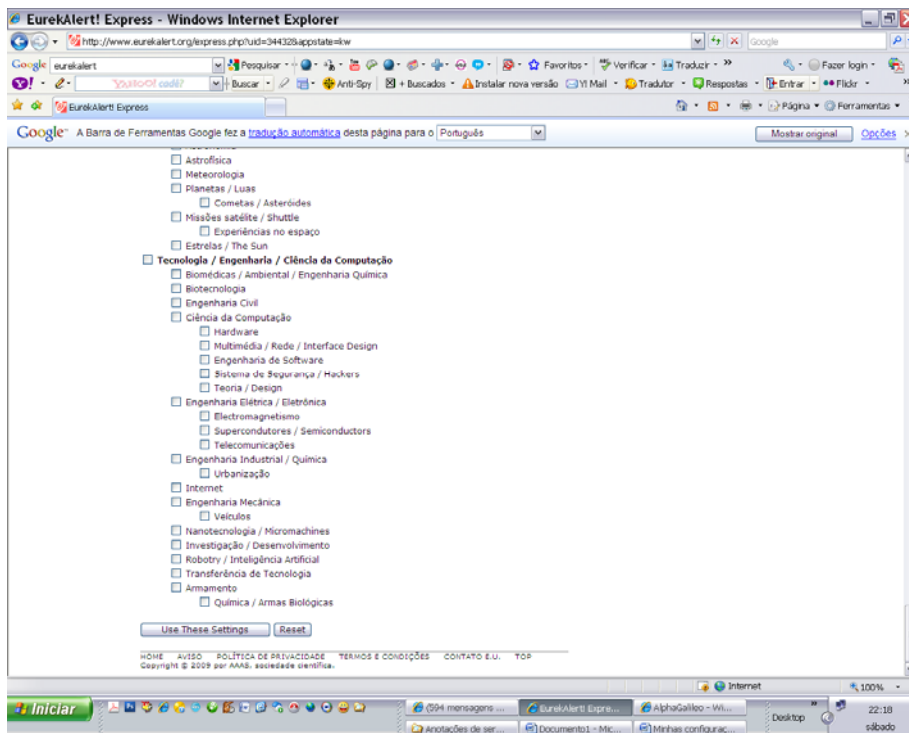 EurekAlert! Express - Windows Internet Explorer
http://www.eurekalert.org/express.php?uid=34432&appstate=kw
Google
Google eurekalert Pesquisar Favoritos Verificar Traduzir Fazer login
Y! YAHOO! cadê? Buscar Anti-Spy + Buscados Instalar nova versão Y! Mail Tradutor Respostas Entrar Flickr
EurekAlert! Express Página Ferramentas
Google A Barra de Ferramentas Google fez a tradução automática desta página para o Português Mostrar original Opções
Astrofísica
Meteorologia
Planetas / Luas
Cometas / Asteróides
Missões satélite / Shuttle
Experiências no espaço
Estrelas / The Sun
Tecnologia / Engenharia / Ciência da Computação
Biomédicas / Ambiental / Engenharia Química
Biotecnologia
Engenharia Civil
Ciência da Computação
Hardware
Multimédia / Rede / Interface Design
Engenharia de Software
Sistema de Segurança / Hackers
Teoria / Design
Engenharia Elétrica / Eletrônica
Electromagnetismo
Supercondutores / Semiconductors
Telecomunicações
Engenharia Industrial / Química
Urbanização
Internet
Engenharia Mecânica
Veículos
Nanotecnologia / Micromachines
Investigação / Desenvolvimento
Robotry / Inteligência Artificial
Transferência de Tecnologia
Armamento
Química / Armas Biológicas
Use These Settings Reset
HOME AVISO POLÍTICA DE PRIVACIDADE TERMOS E CONDIÇÕES CONTATO E.U. TOP
Copyright © 2009 por AAAS, sociedade científica.
Internet 100%
Iniciar (594 mensagens ... EurekAlert! Expre... AlphaGalileo - Wi... Desktop 22:18
Anotações de ser... Documento1 - Mic... Minhas configurac... sábado